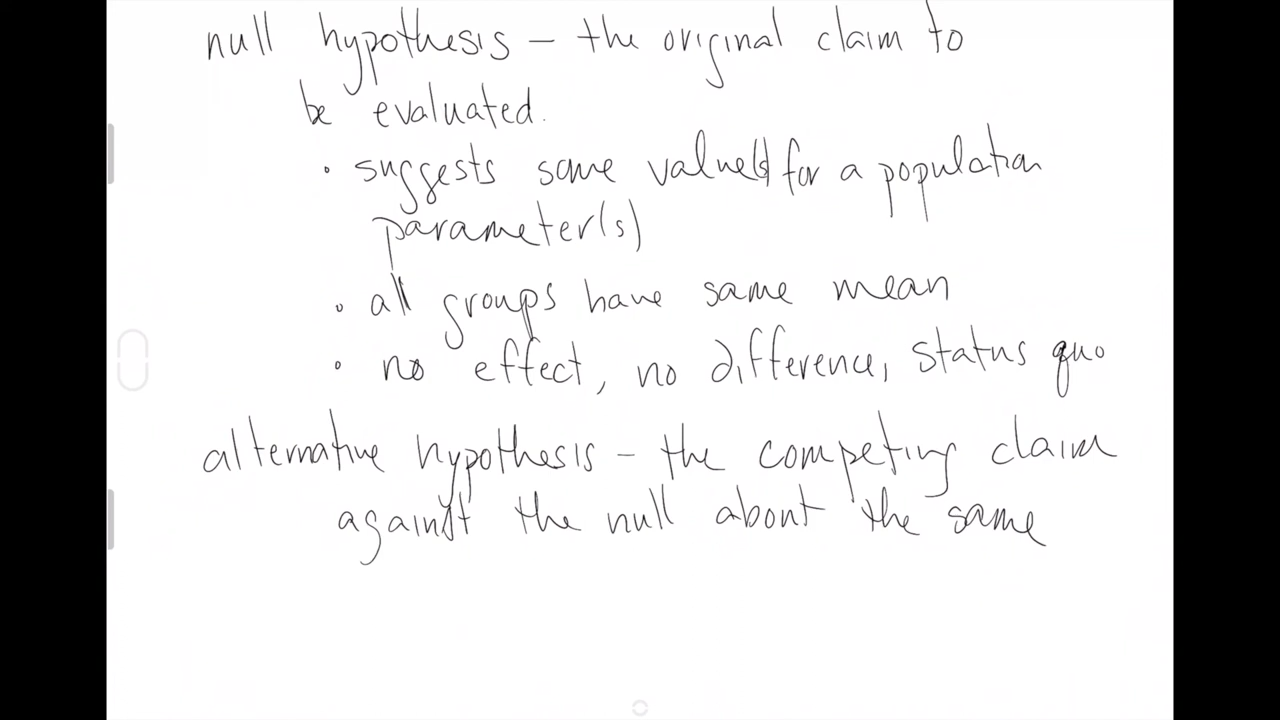 null hypothesis – the original claim to
be evaluated.
• suggests some value(s) for a population
parameter(s)
• all groups have same mean
• no effect, no difference, status quo
alternative hypothesis – the competing claim
against the null about the same